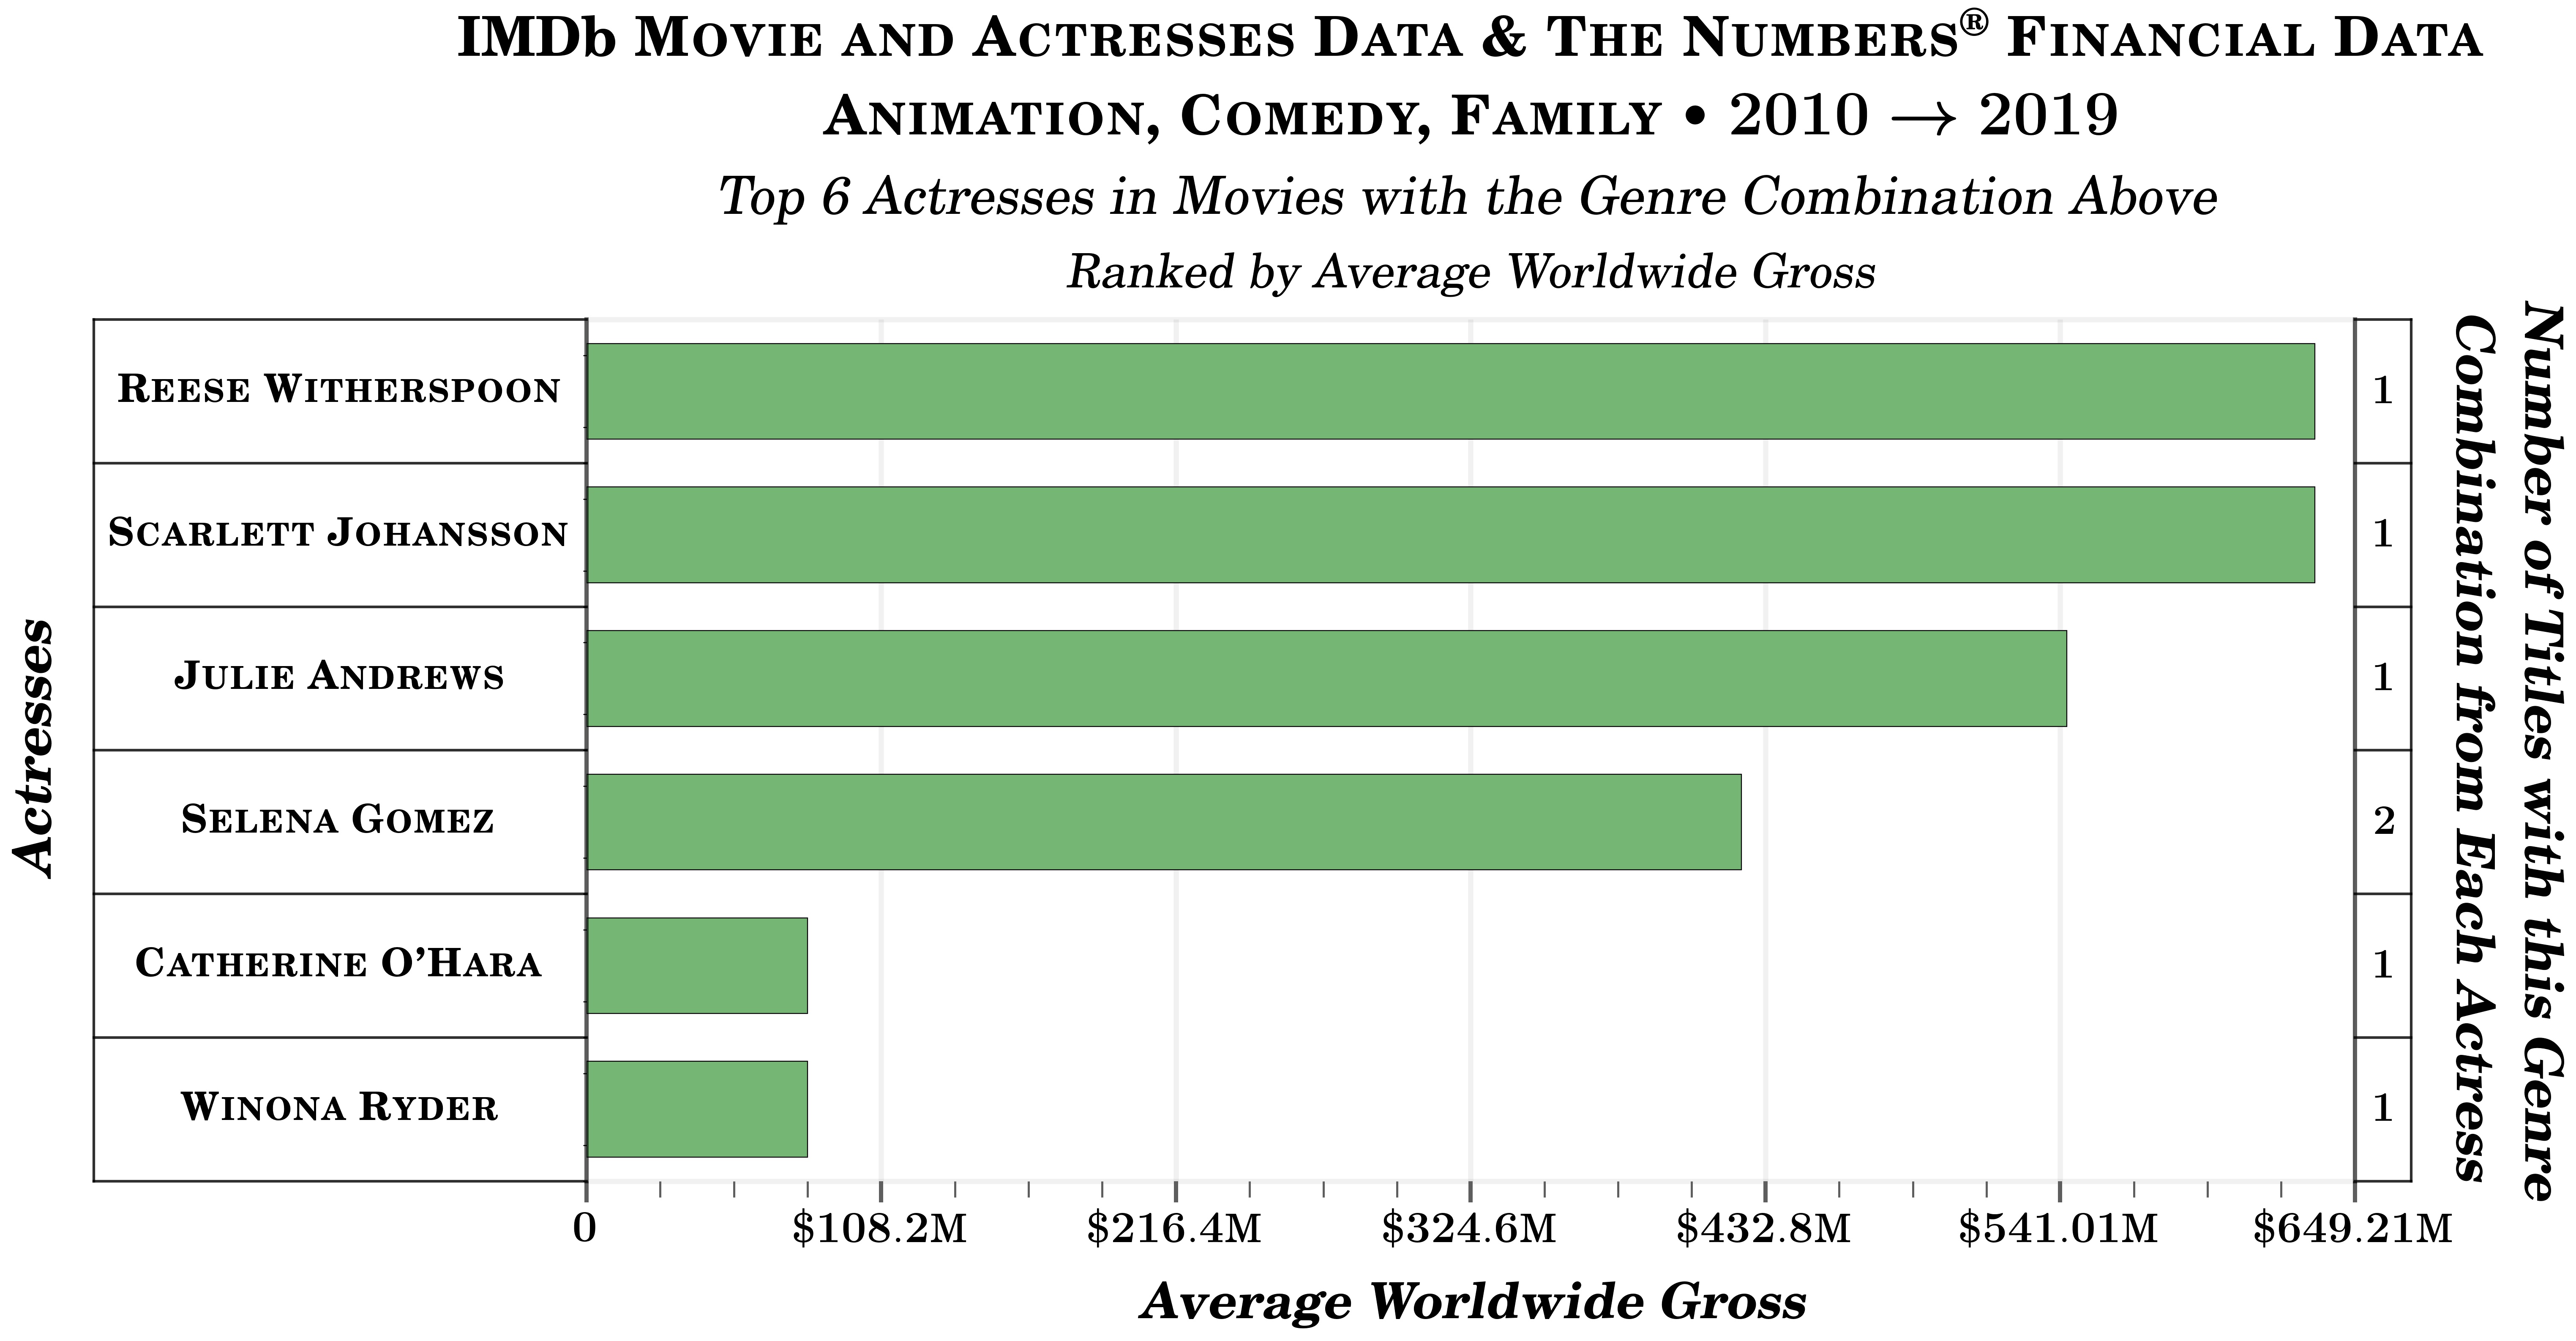 IMDb Movie and Actresses Data & The Numbers® Financial Data
Animation, Comedy, Family • 2010 → 2019
Top 6 Actresses in Movies with the Genre Combination Above
Ranked by Average Worldwide Gross
Actresses
Reese Witherspoon
1
Scarlett Johansson
1
Julie Andrews
1
Selena Gomez
2
Catherine O’Hara
1
Winona Ryder
1
Number of Titles with this Genre
Combination from Each Actress
0 $108.2M $216.4M $324.6M $432.8M $541.01M $649.21M
Average Worldwide Gross